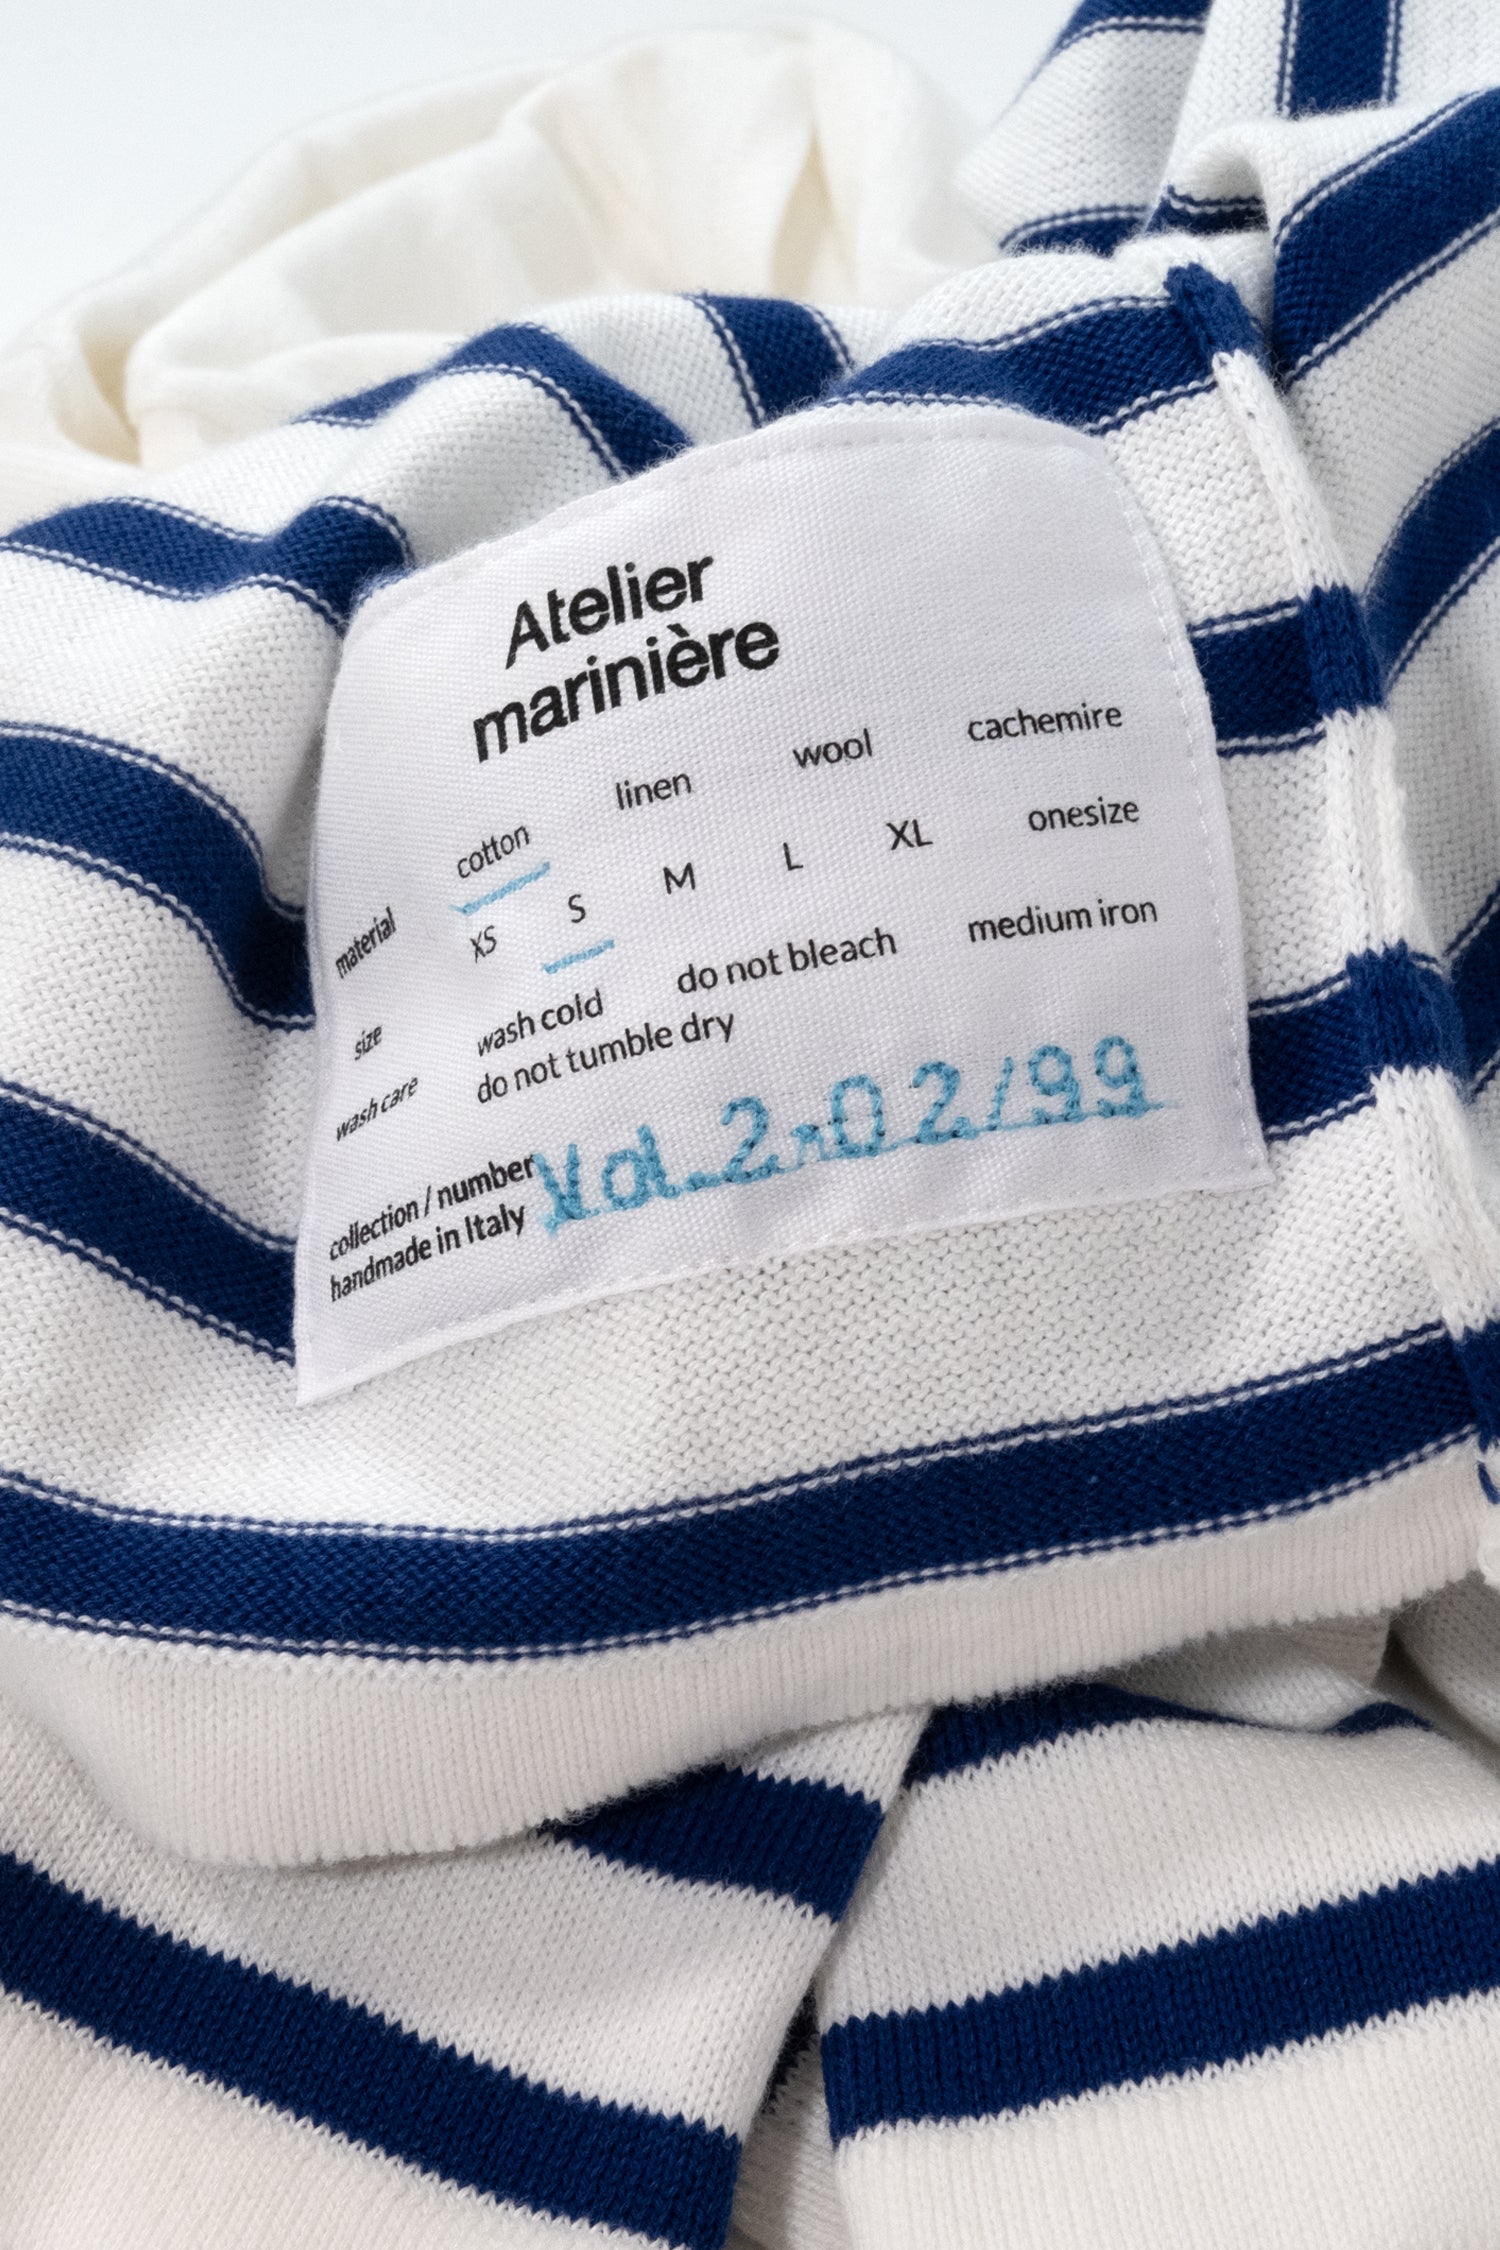 Atelier
marinière
material cotton linen wool cachemire
size XS S M L XL onesize
wash care wash cold do not bleach medium iron
do not tumble dry
collection / number Vol.2-02/99
handmade in Italy